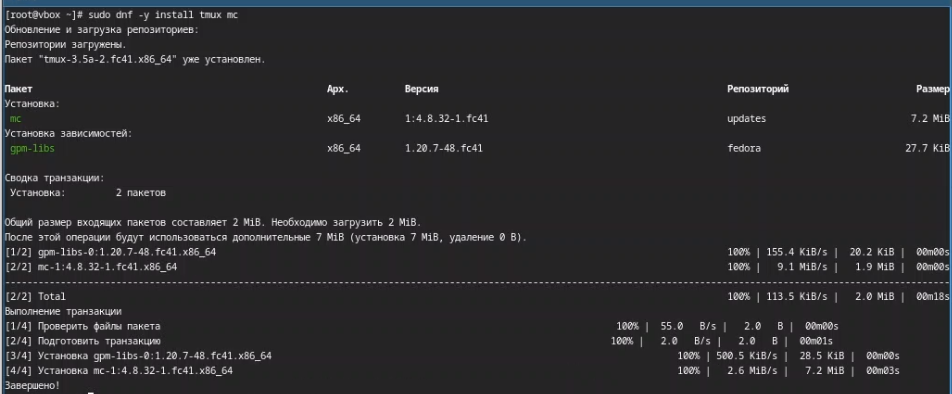 [root@vbox ~]# sudo dnf -y install tmux mc
Обновление и загрузка репозиториев:
Репозитории загружены.
Пакет "tmux-3.5a-2.fc41.x86_64" уже установлен.
Пакет Арх. Версия Репозиторий Размер
Установка:
mc x86_64 1:4.8.32-1.fc41 updates 7.2 MiB
Установка зависимостей:
gpm-libs x86_64 1.20.7-48.fc41 fedora 27.7 KiB
Сводка транзакции:
Установка: 2 пакетов
Общий размер входящих пакетов составляет 2 MiB. Необходимо загрузить 2 MiB.
После этой операции будут использоваться дополнительные 7 MiB (установка 7 MiB, удаление 0 B).
[1/2] gpm-libs-0:1.20.7-48.fc41.x86_64 100% | 155.4 KiB/s | 20.2 KiB | 00m00s
[2/2] mc-1:4.8.32-1.fc41.x86_64 100% | 9.1 MiB/s | 1.9 MiB | 00m00s
--------------------------------------------------------------------------------
[2/2] Total 100% | 113.5 KiB/s | 2.0 MiB | 00m18s
Выполнение транзакции
[1/4] Проверить файлы пакета 100% | 55.0 B/s | 2.0 B | 00m00s
[2/4] Подготовить транзакцию 100% | 2.0 B/s | 2.0 B | 00m01s
[3/4] Установка gpm-libs-0:1.20.7-48.fc41.x86_64 100% | 500.5 KiB/s | 28.5 KiB | 00m00s
[4/4] Установка mc-1:4.8.32-1.fc41.x86_64 100% | 2.6 MiB/s | 7.2 MiB | 00m03s
Завершено!